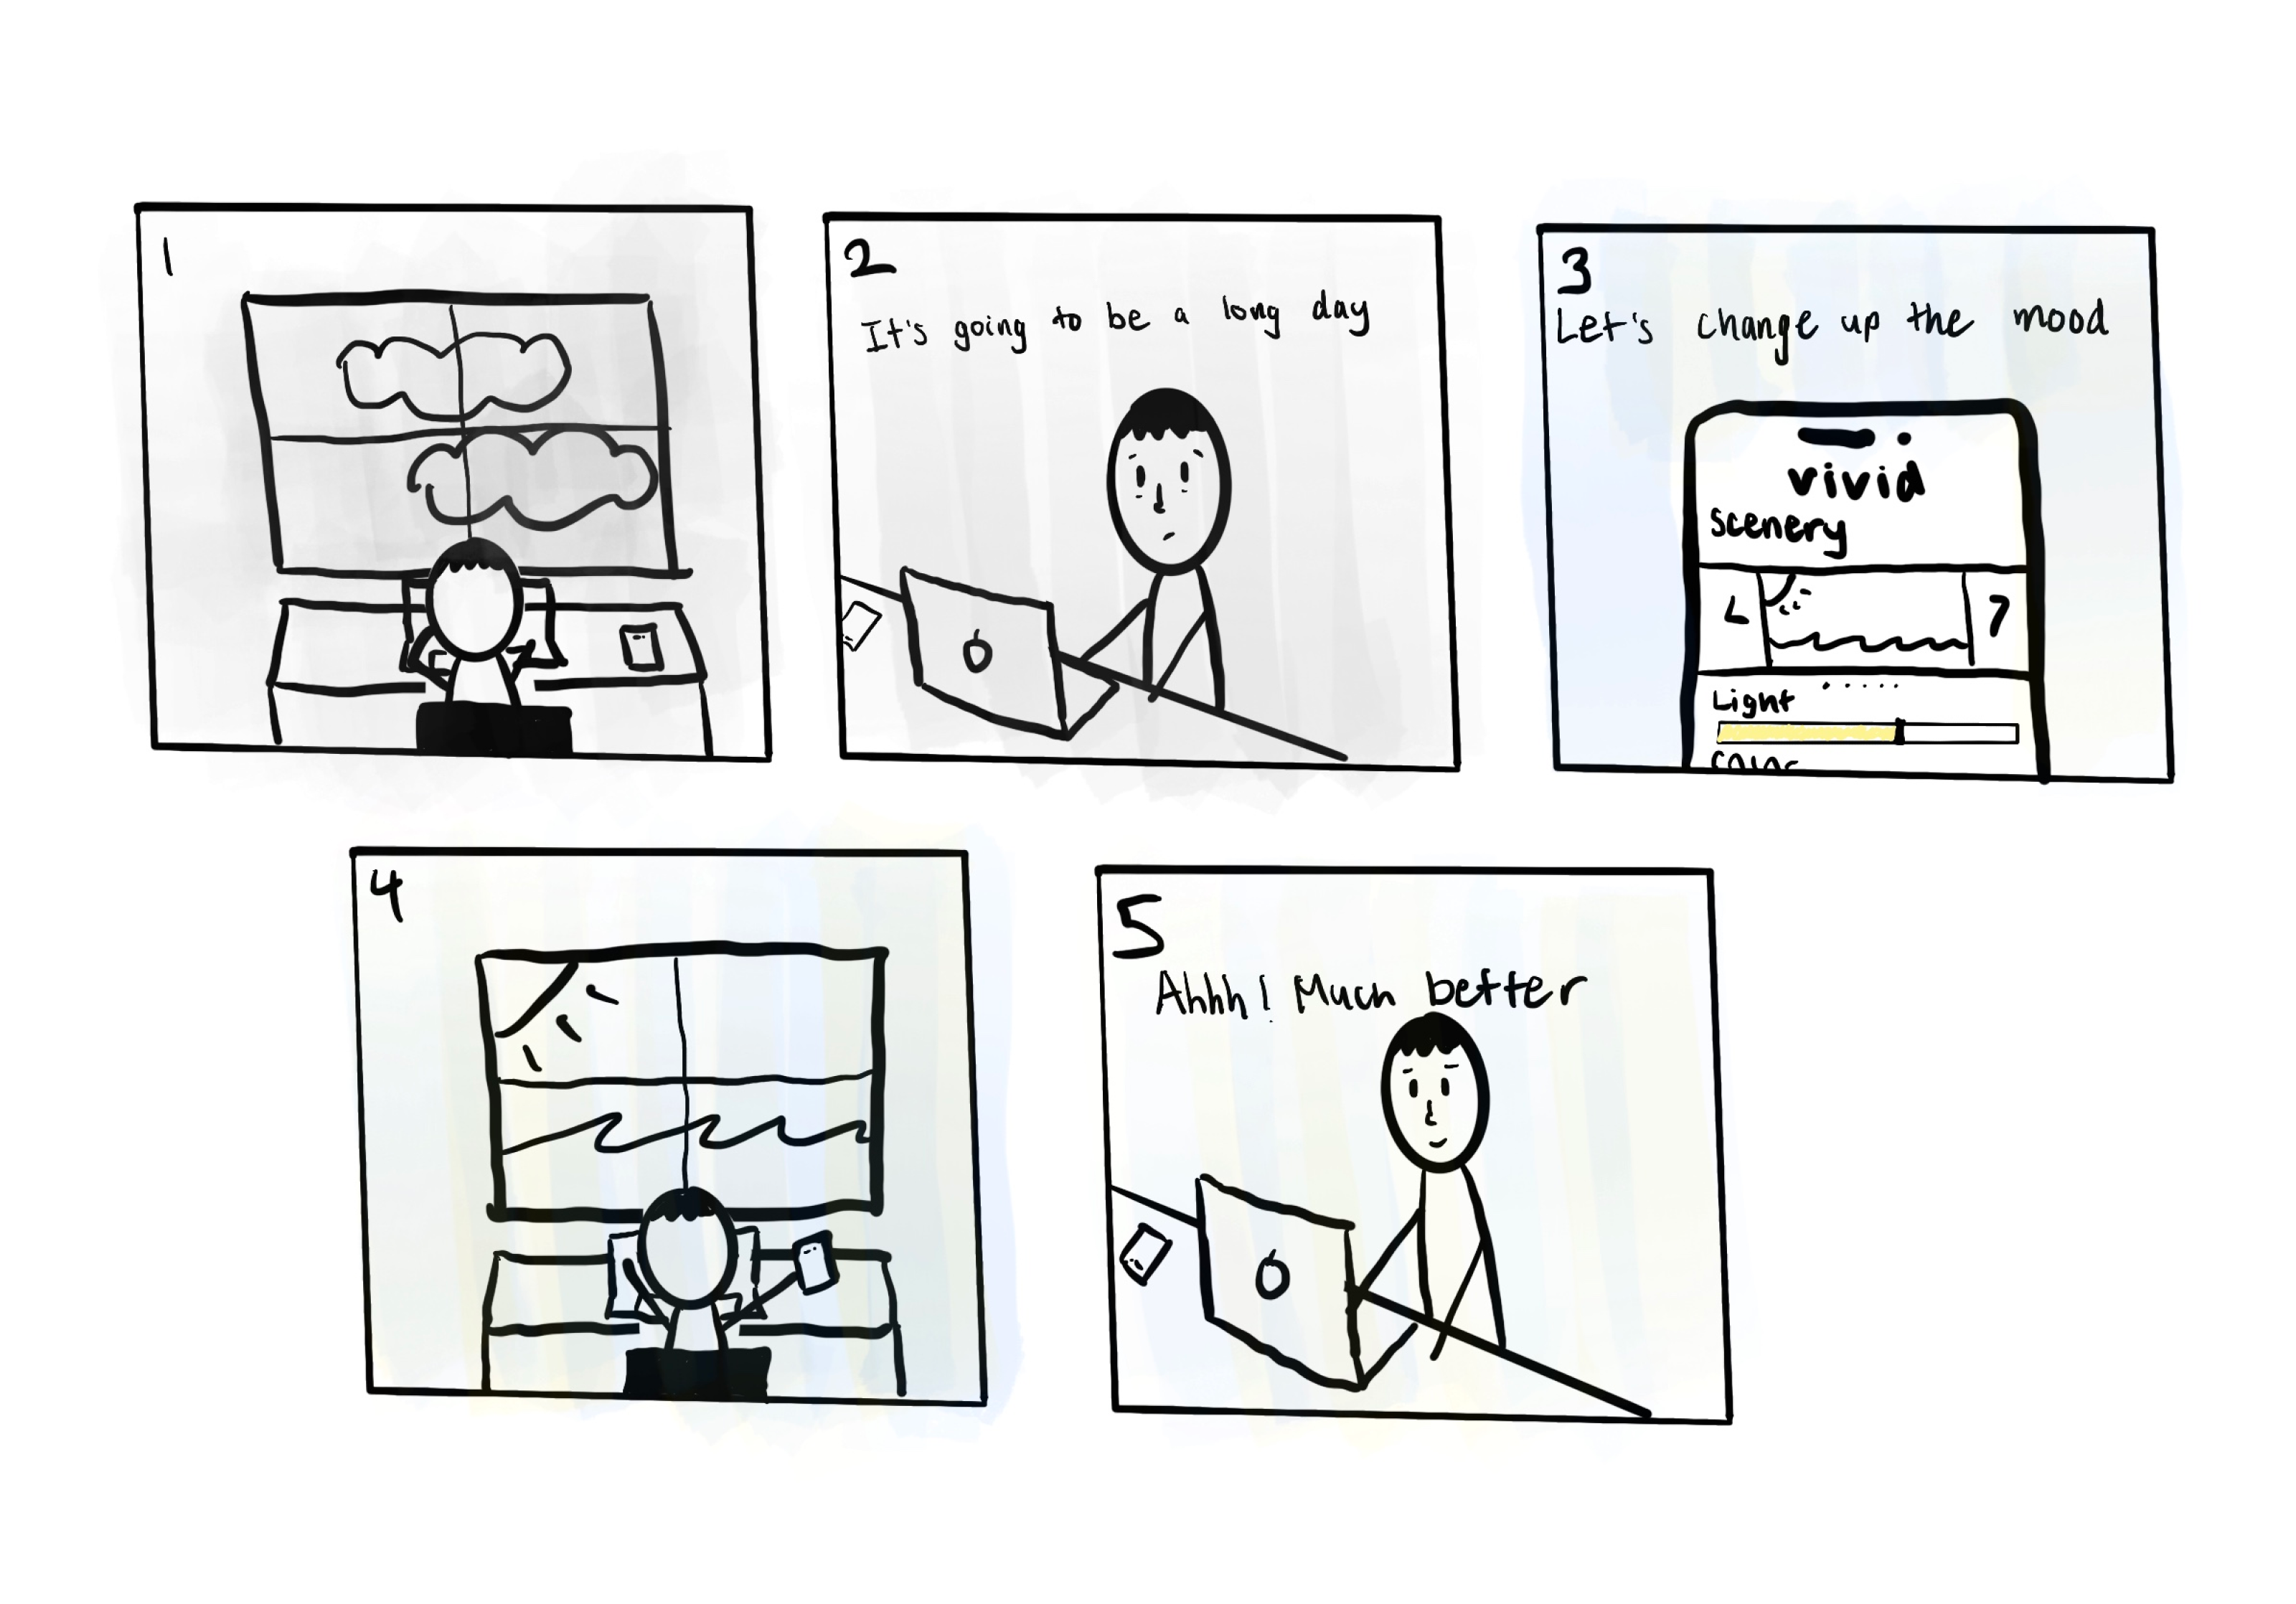 1
2
It's going to be a long day
3
Let's change up the mood
vivid
Scenery
Light
4
5
Ahhh! Much better